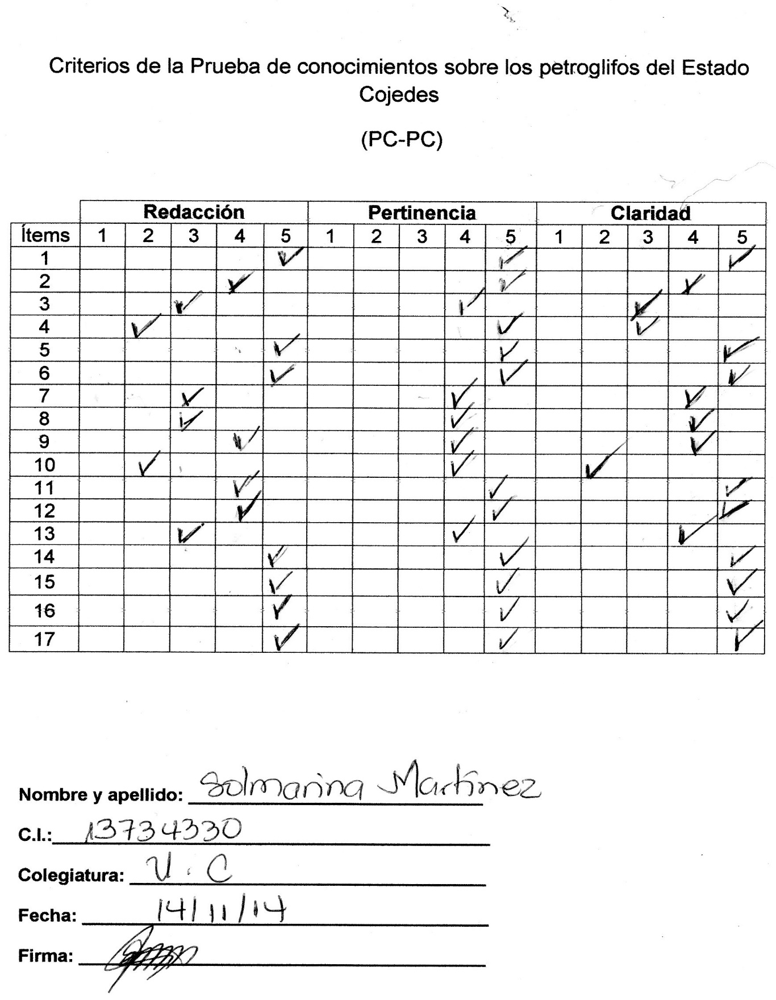 Criterios de la Prueba de conocimientos sobre los petroglifos del Estado
Cojedes
(PC-PC)
Redacción Pertinencia Claridad
Ítems 1 2 3 4 5 1 2 3 4 5 1 2 3 4 5
1 ✓ ✓ ✓
2 ✓ ✓ ✓
3 ✓ ✓ ✓
4 ✓ ✓ ✓
5 ✓ ✓ ✓
6 ✓ ✓ ✓
7 ✓ ✓ ✓
8 ✓ ✓ ✓
9 ✓ ✓ ✓
10 ✓ ✓ ✓
11 ✓ ✓ ✓
12 ✓ ✓ ✓
13 ✓ ✓ ✓
14 ✓ ✓ ✓
15 ✓ ✓ ✓
16 ✓ ✓ ✓
17 ✓ ✓ ✓
Nombre y apellido: Solmarina Martínez
C.I.: 13734330
Colegiatura: U.C
Fecha: 14/11/14
Firma: